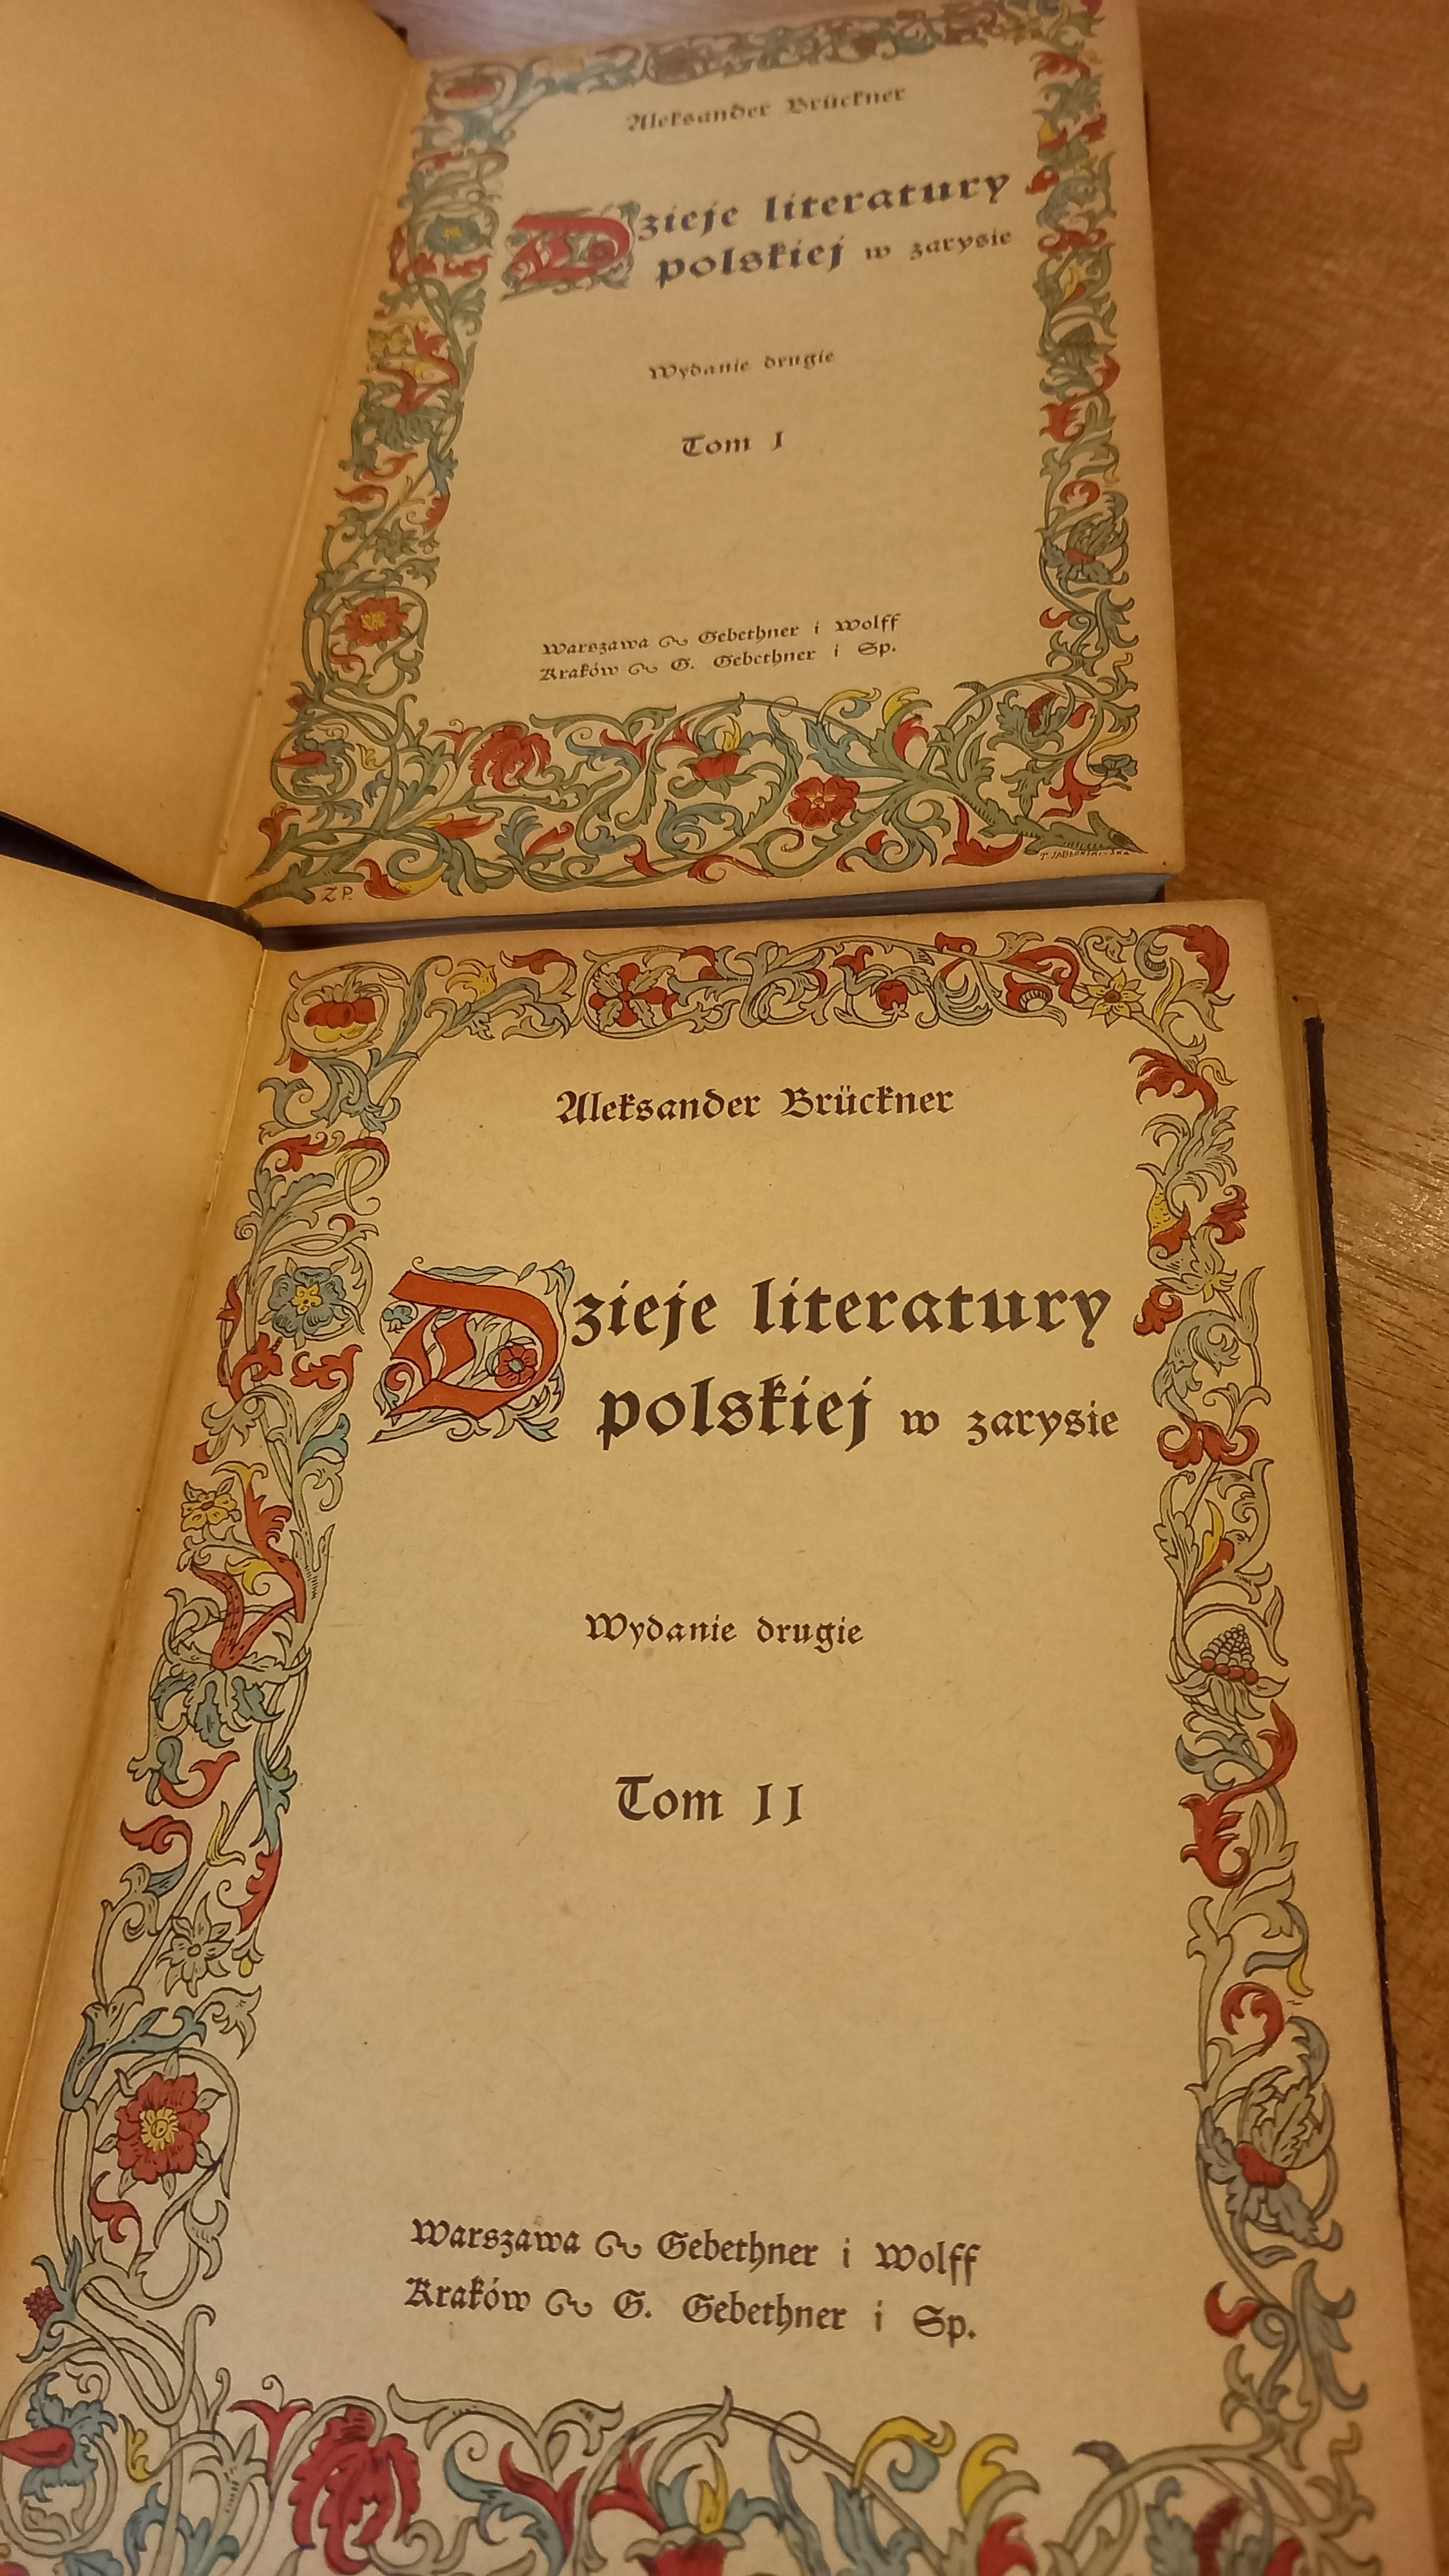 Aleksander Brückner
Dzieje literatury
polskiej w zarysie
Wydanie drugie
Tom I
Warszawa Gebethner i Wolff
Kraków G. Gebethner i Sp.
Z P.
Aleksander Brückner
Dzieje literatury
polskiej w zarysie
Wydanie drugie
Tom II
Warszawa Gebethner i Wolff
Kraków G. Gebethner i Sp.